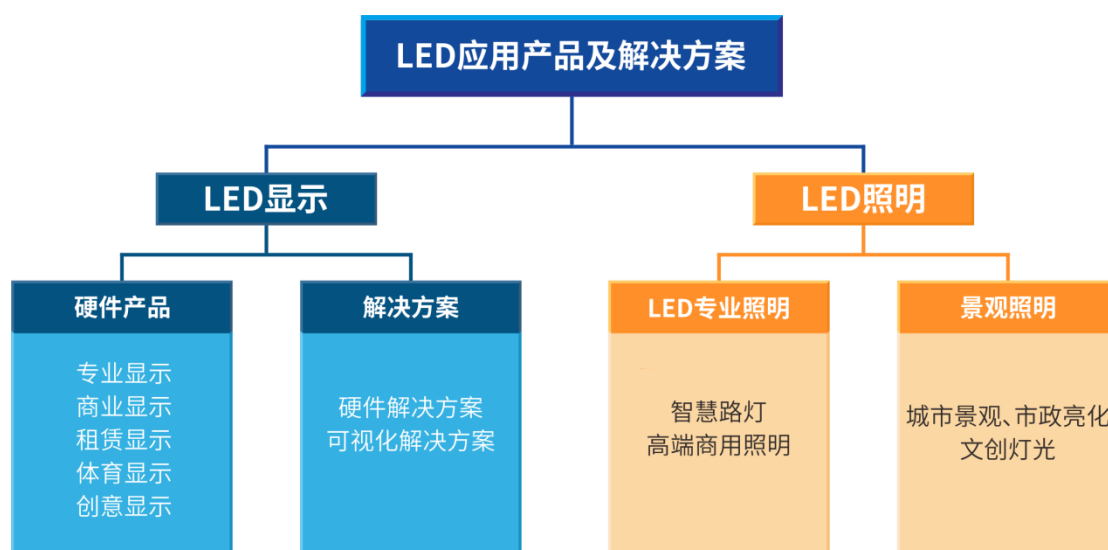 LED应用产品及解决方案
LED显示
LED照明
硬件产品
专业显示
商业显示
租赁显示
体育显示
创意显示
解决方案
硬件解决方案
可视化解决方案
LED专业照明
智慧路灯
高端商用照明
景观照明
城市景观、市政亮化
文创灯光